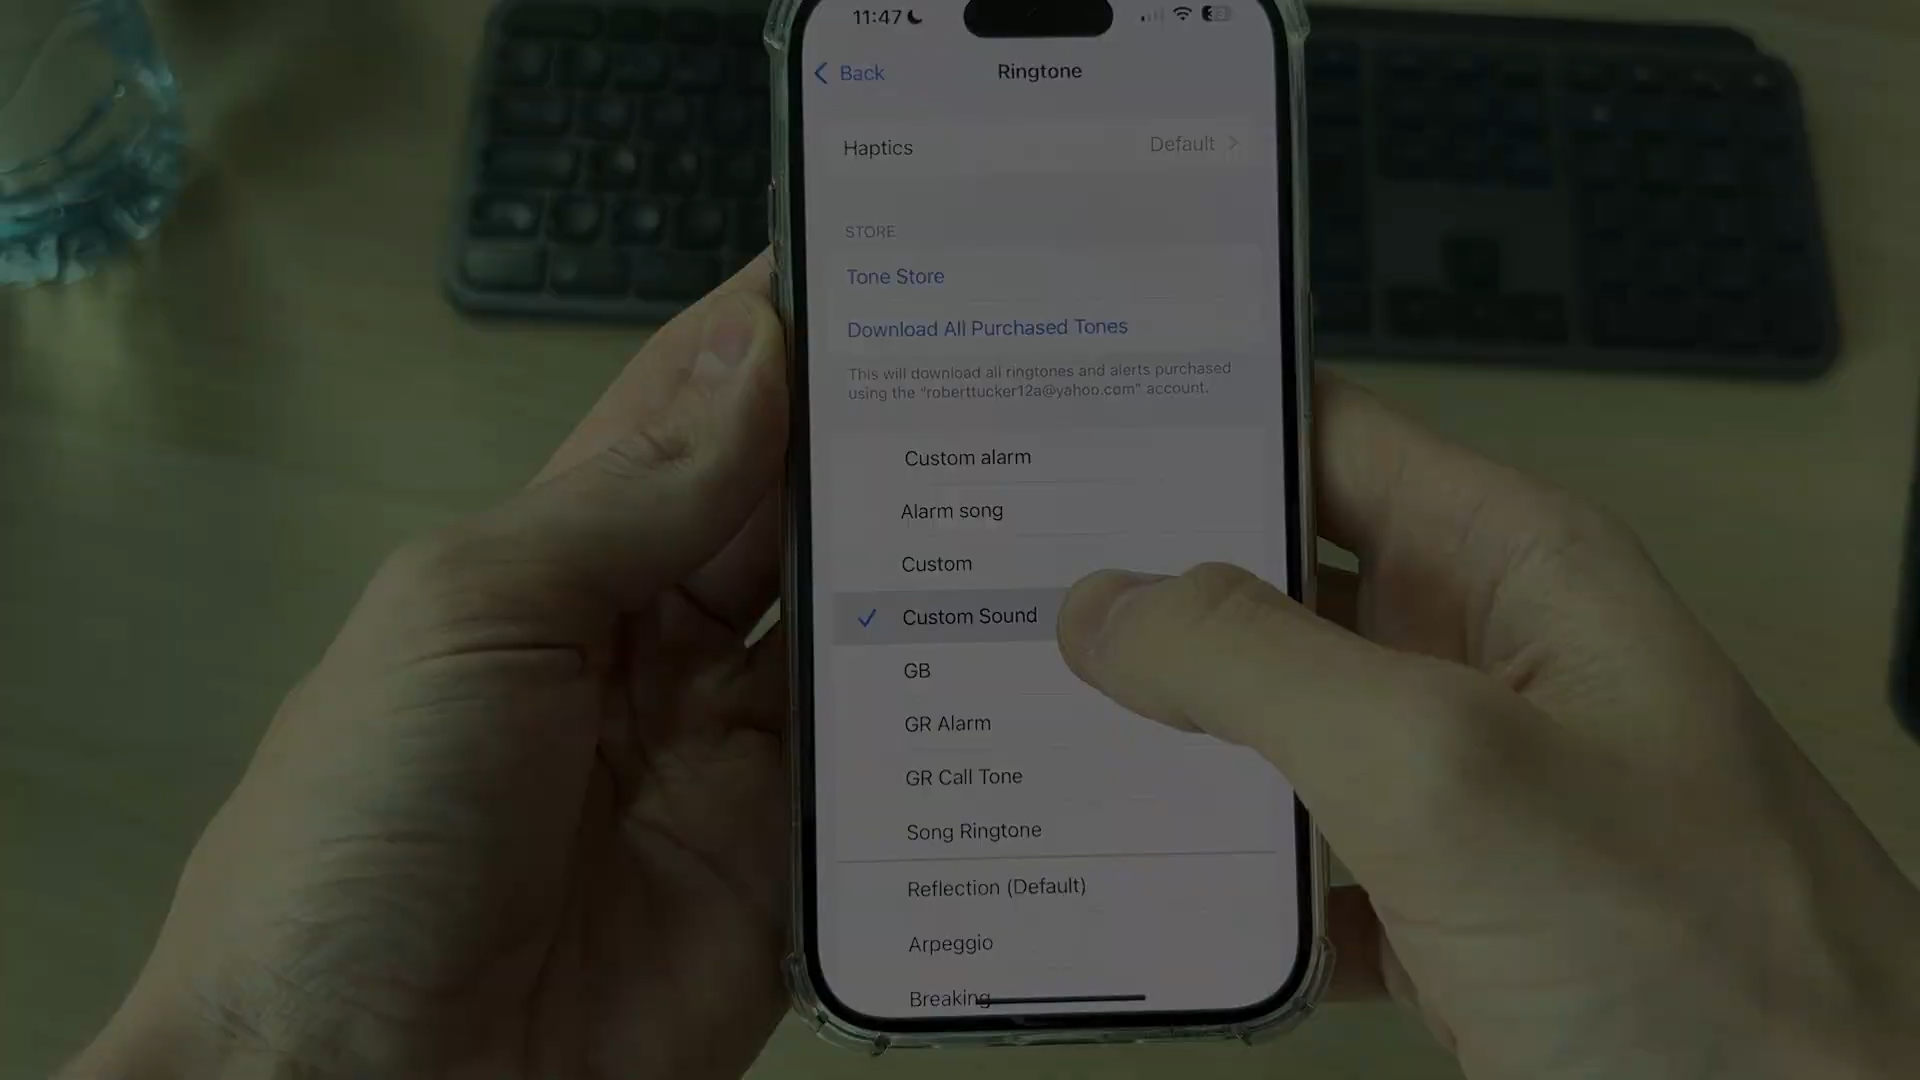 11:47
33
Back
Ringtone
Haptics
Default
STORE
Tone Store
Download All Purchased Tones
This will download all ringtones and alerts purchased
using the “roberttucker12a@yahoo.com” account.
Custom alarm
Alarm song
Custom
Custom Sound
GB
GR Alarm
GR Call Tone
Song Ringtone
Reflection (Default)
Arpeggio
Breaking